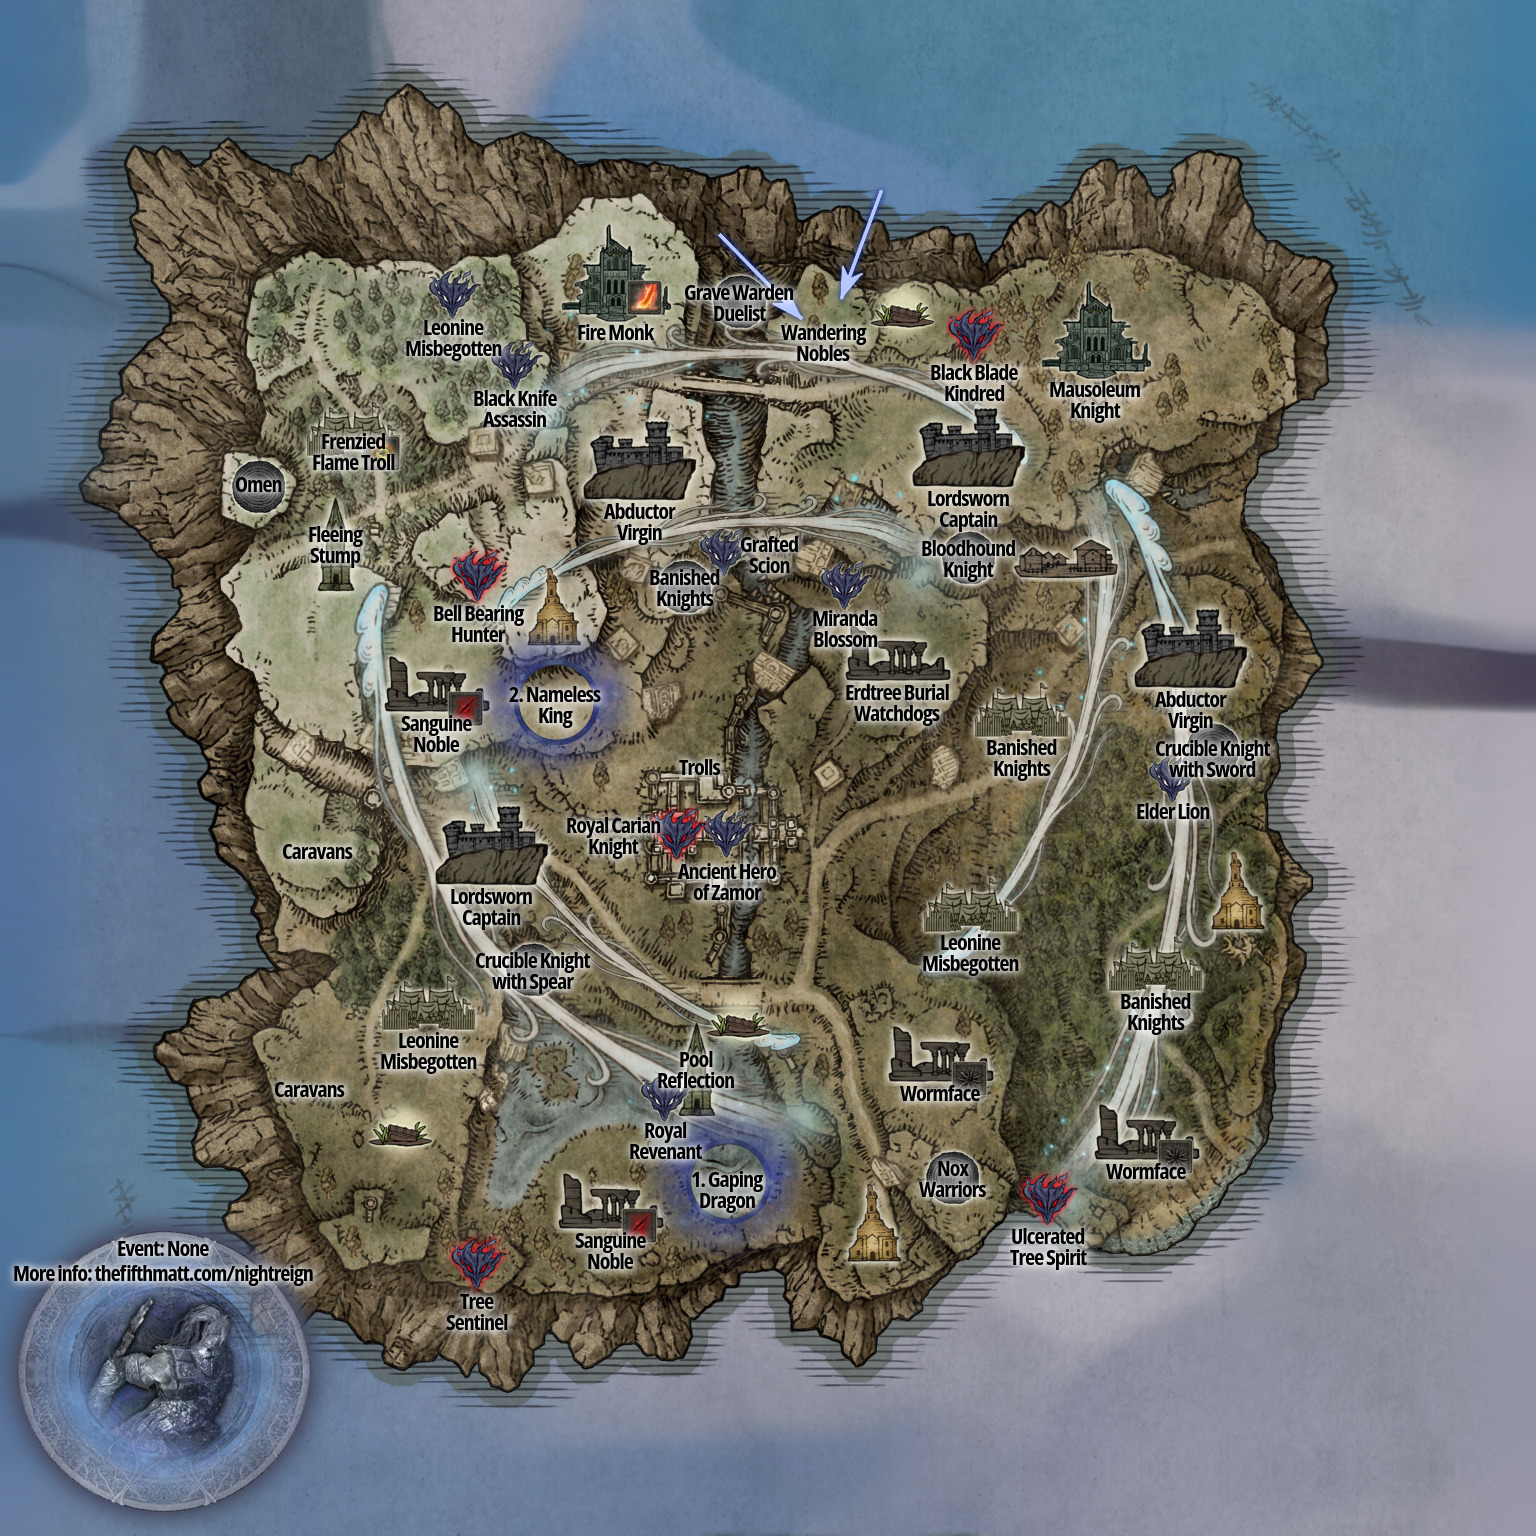 Grave Warden
Duelist
Wandering
Nobles
Fire Monk
Leonine
Misbegotten
Black Knife
Assassin
Black Blade
Kindred
Mausoleum
Knight
Frenzied
Flame Troll
Omen
Abductor
Virgin
Lordsworn
Captain
Fleeing
Stump
Grafted
Scion
Bloodhound
Knight
Banished
Knights
Bell Bearing
Hunter
Miranda
Blossom
2. Nameless
King
Erdtree Burial
Watchdogs
Abductor
Virgin
Sanguine
Noble
Banished
Knights
Crucible Knight
with Sword
Trolls
Elder Lion
Royal Carian
Knight
Caravans
Ancient Hero
of Zamor
Lordsworn
Captain
Leonine
Misbegotten
Crucible Knight
with Spear
Banished
Knights
Leonine
Misbegotten
Pool
Reflection
Caravans
Wormface
Royal
Revenant
Wormface
Nox
Warriors
1. Gaping
Dragon
Sanguine
Noble
Ulcerated
Tree Spirit
Event: None
More info: thefifthmatt.com/nightreign
Tree
Sentinel